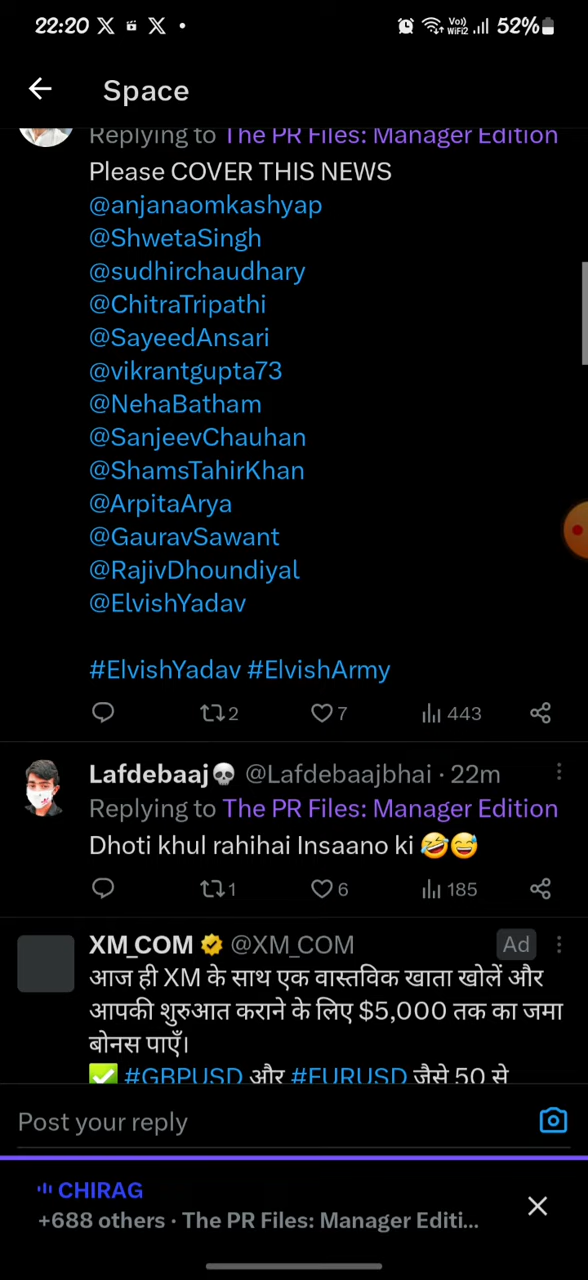 22:20
Vo))
WiFi2
52%
Space
Replying to The PR Files: Manager Edition
Please COVER THIS NEWS
@anjanaomkashyap
@ShwetaSingh
@sudhirchaudhary
@ChitraTripathi
@SayeedAnsari
@vikrantgupta73
@NehaBatham
@SanjeevChauhan
@ShamsTahirKhan
@ArpitaArya
@GauravSawant
@RajivDhoundiyal
@ElvishYadav
#ElvishYadav #ElvishArmy
2 7 443
Lafdebaaj💀 @Lafdebaajbhai · 22m
Replying to The PR Files: Manager Edition
Dhoti khul rahihai Insaano ki 🤣😅
1 6 185
XM_COM @XM_COM Ad
आज ही XM के साथ एक वास्तविक खाता खोलें और
आपकी शुरुआत कराने के लिए $5,000 तक का जमा
बोनस पाएँ।
✅ #GBPUSD और #EURUSD जैसे 50 से
Post your reply
CHIRAG
+688 others · The PR Files: Manager Editi...